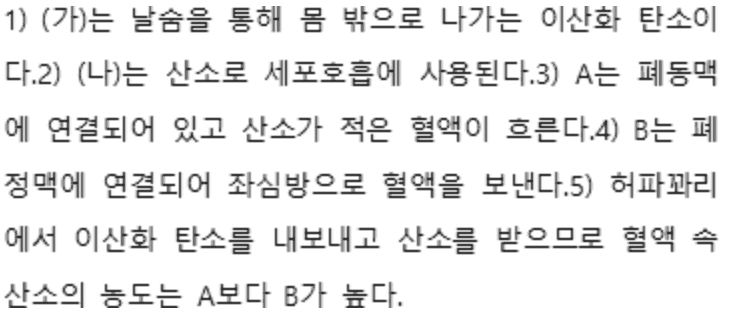 1) (가)는 날숨을 통해 몸 밖으로 나가는 이산화 탄소이
다.2) (나)는 산소로 세포호흡에 사용된다.3) A는 폐동맥
에 연결되어 있고 산소가 적은 혈액이 흐른다.4) B는 폐
정맥에 연결되어 좌심방으로 혈액을 보낸다.5) 허파꽈리
에서 이산화 탄소를 내보내고 산소를 받으므로 혈액 속
산소의 농도는 A보다 B가 높다.